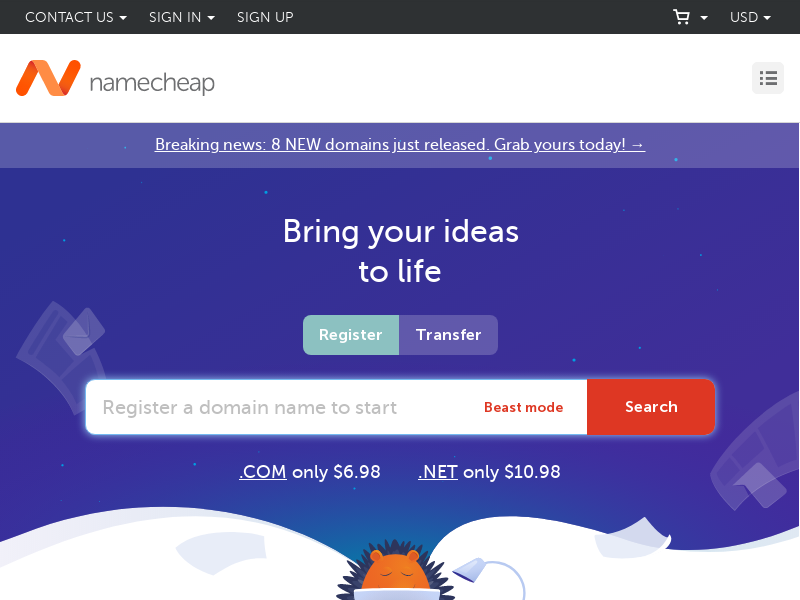 CONTACT US SIGN IN SIGN UP USD
namecheap
Breaking news: 8 NEW domains just released. Grab yours today! →
Bring your ideas
to life
Register Transfer
Register a domain name to start Beast mode Search
.COM only $6.98 .NET only $10.98